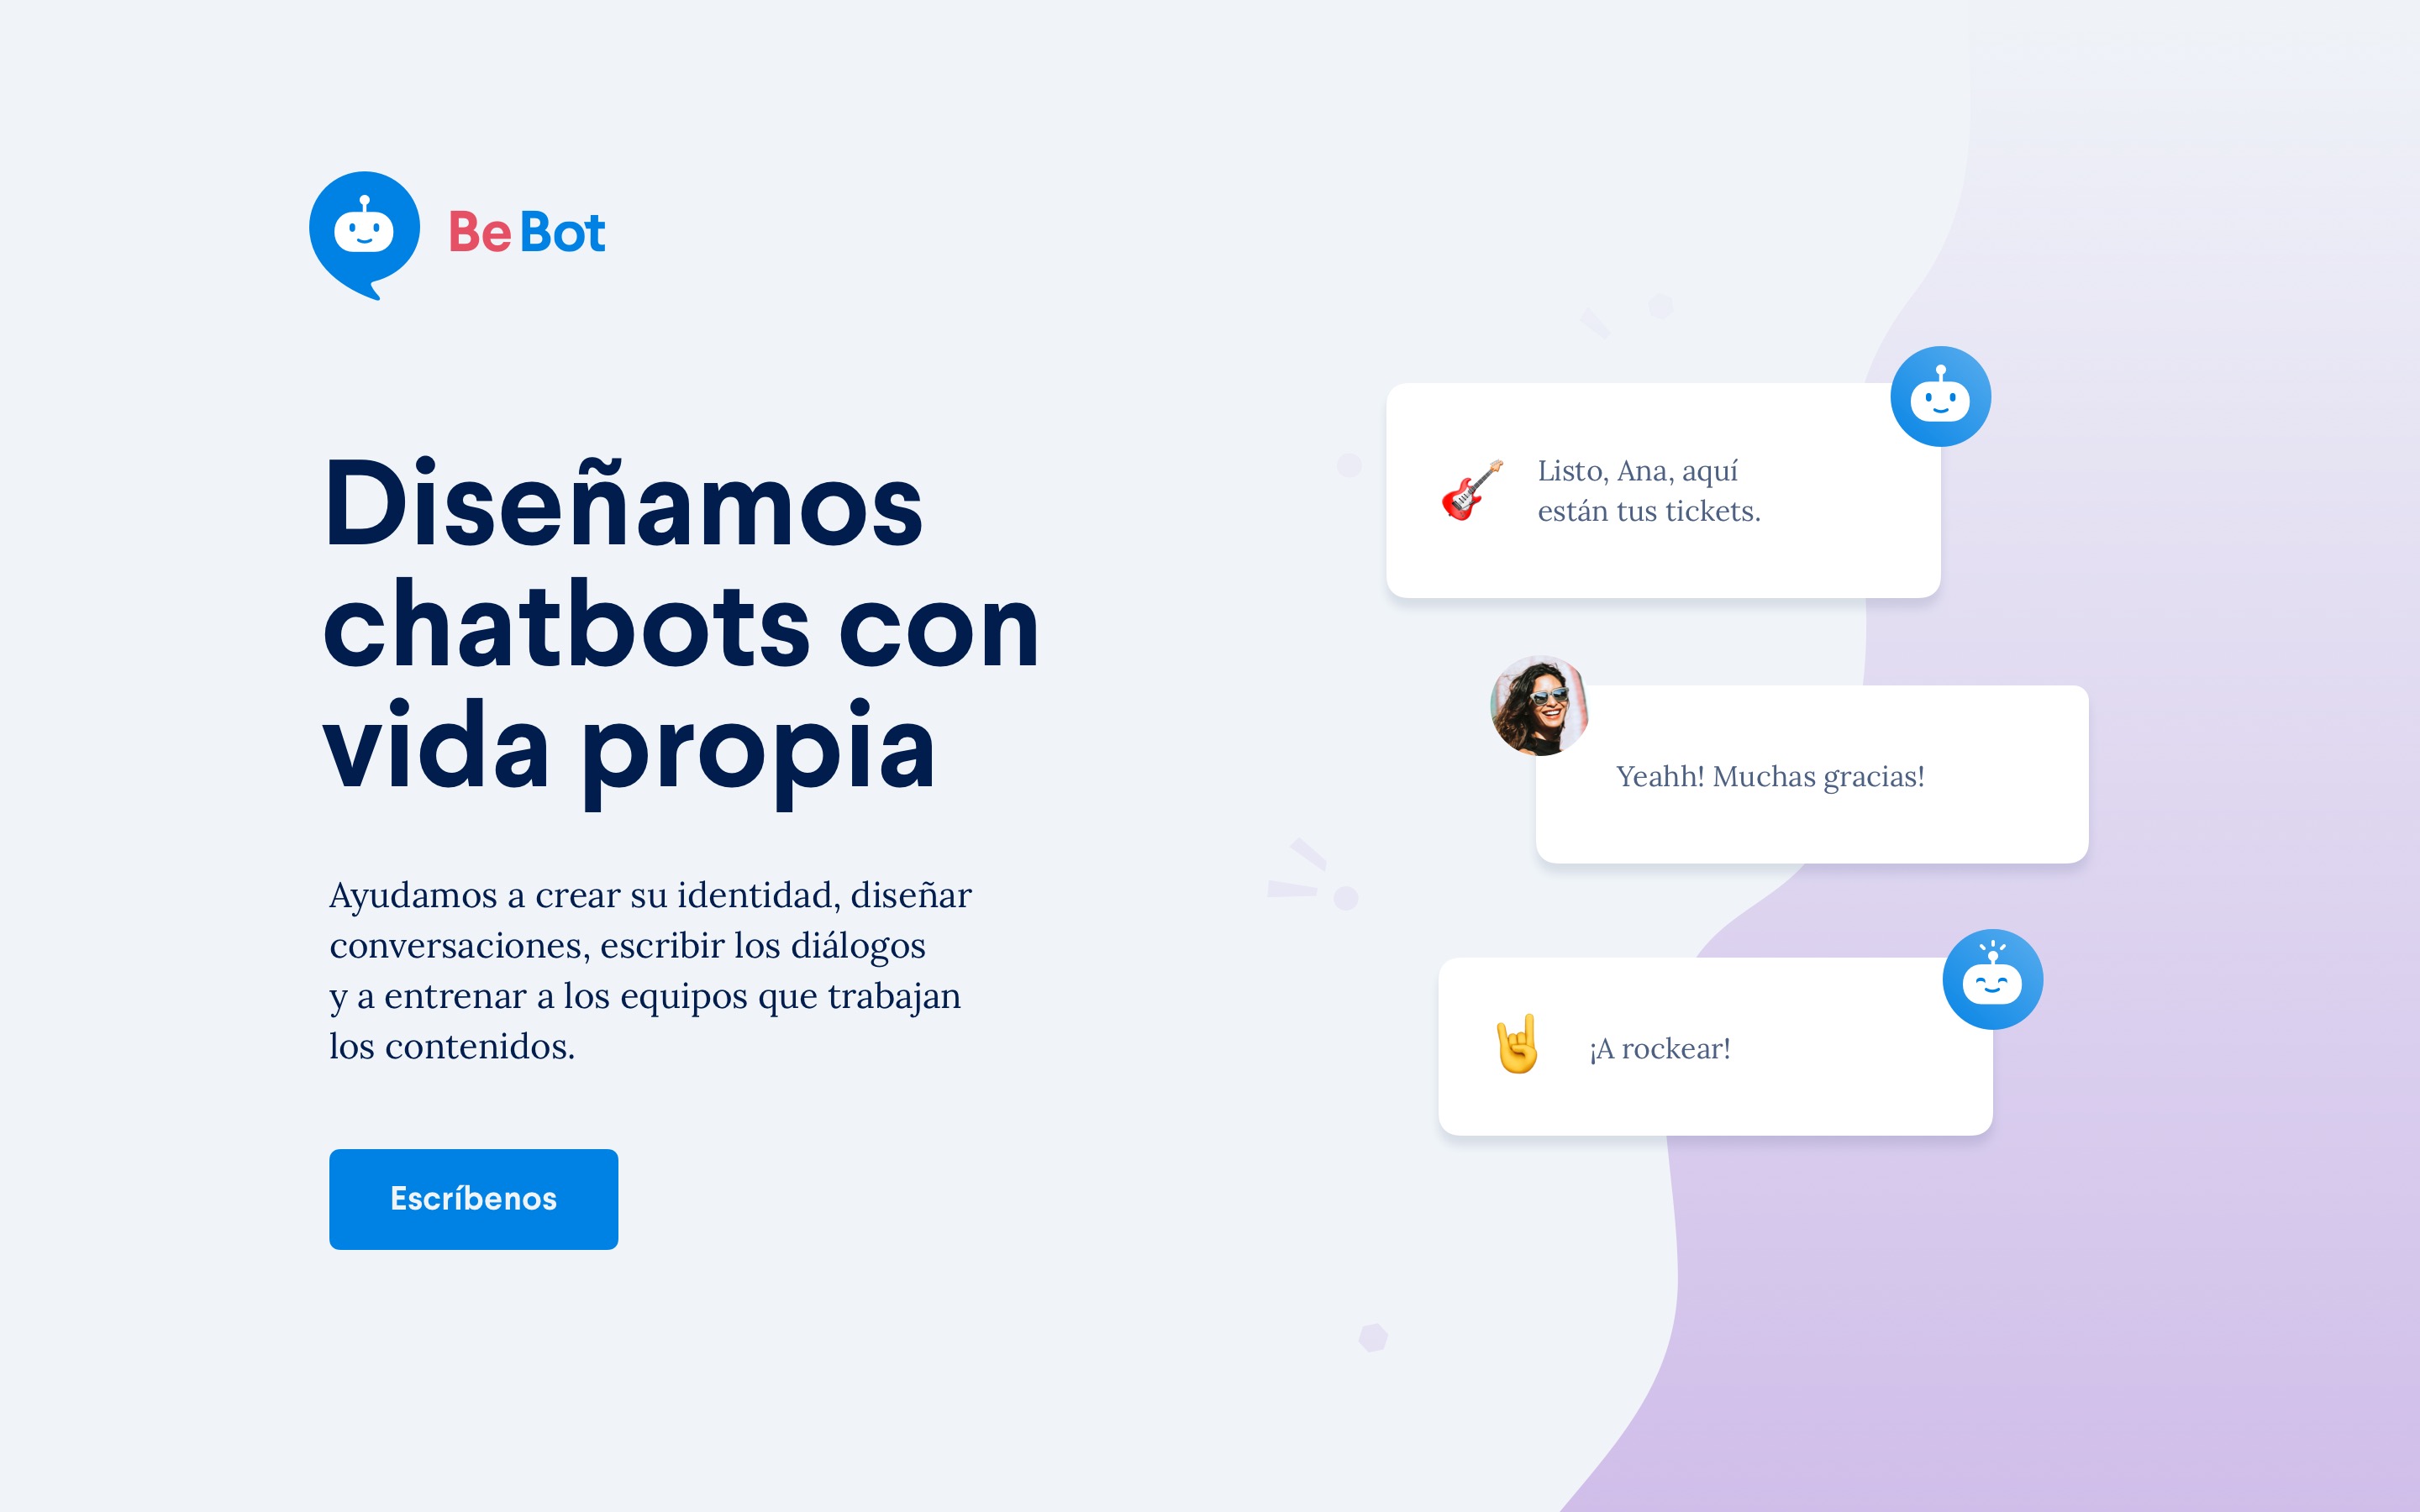 Be Bot
Diseñamos
chatbots con
vida propia
Ayudamos a crear su identidad, diseñar
conversaciones, escribir los diálogos
y a entrenar a los equipos que trabajan
los contenidos.
Escríbenos
Listo, Ana, aquí
están tus tickets.
Yeahh! Muchas gracias!
¡A rockear!